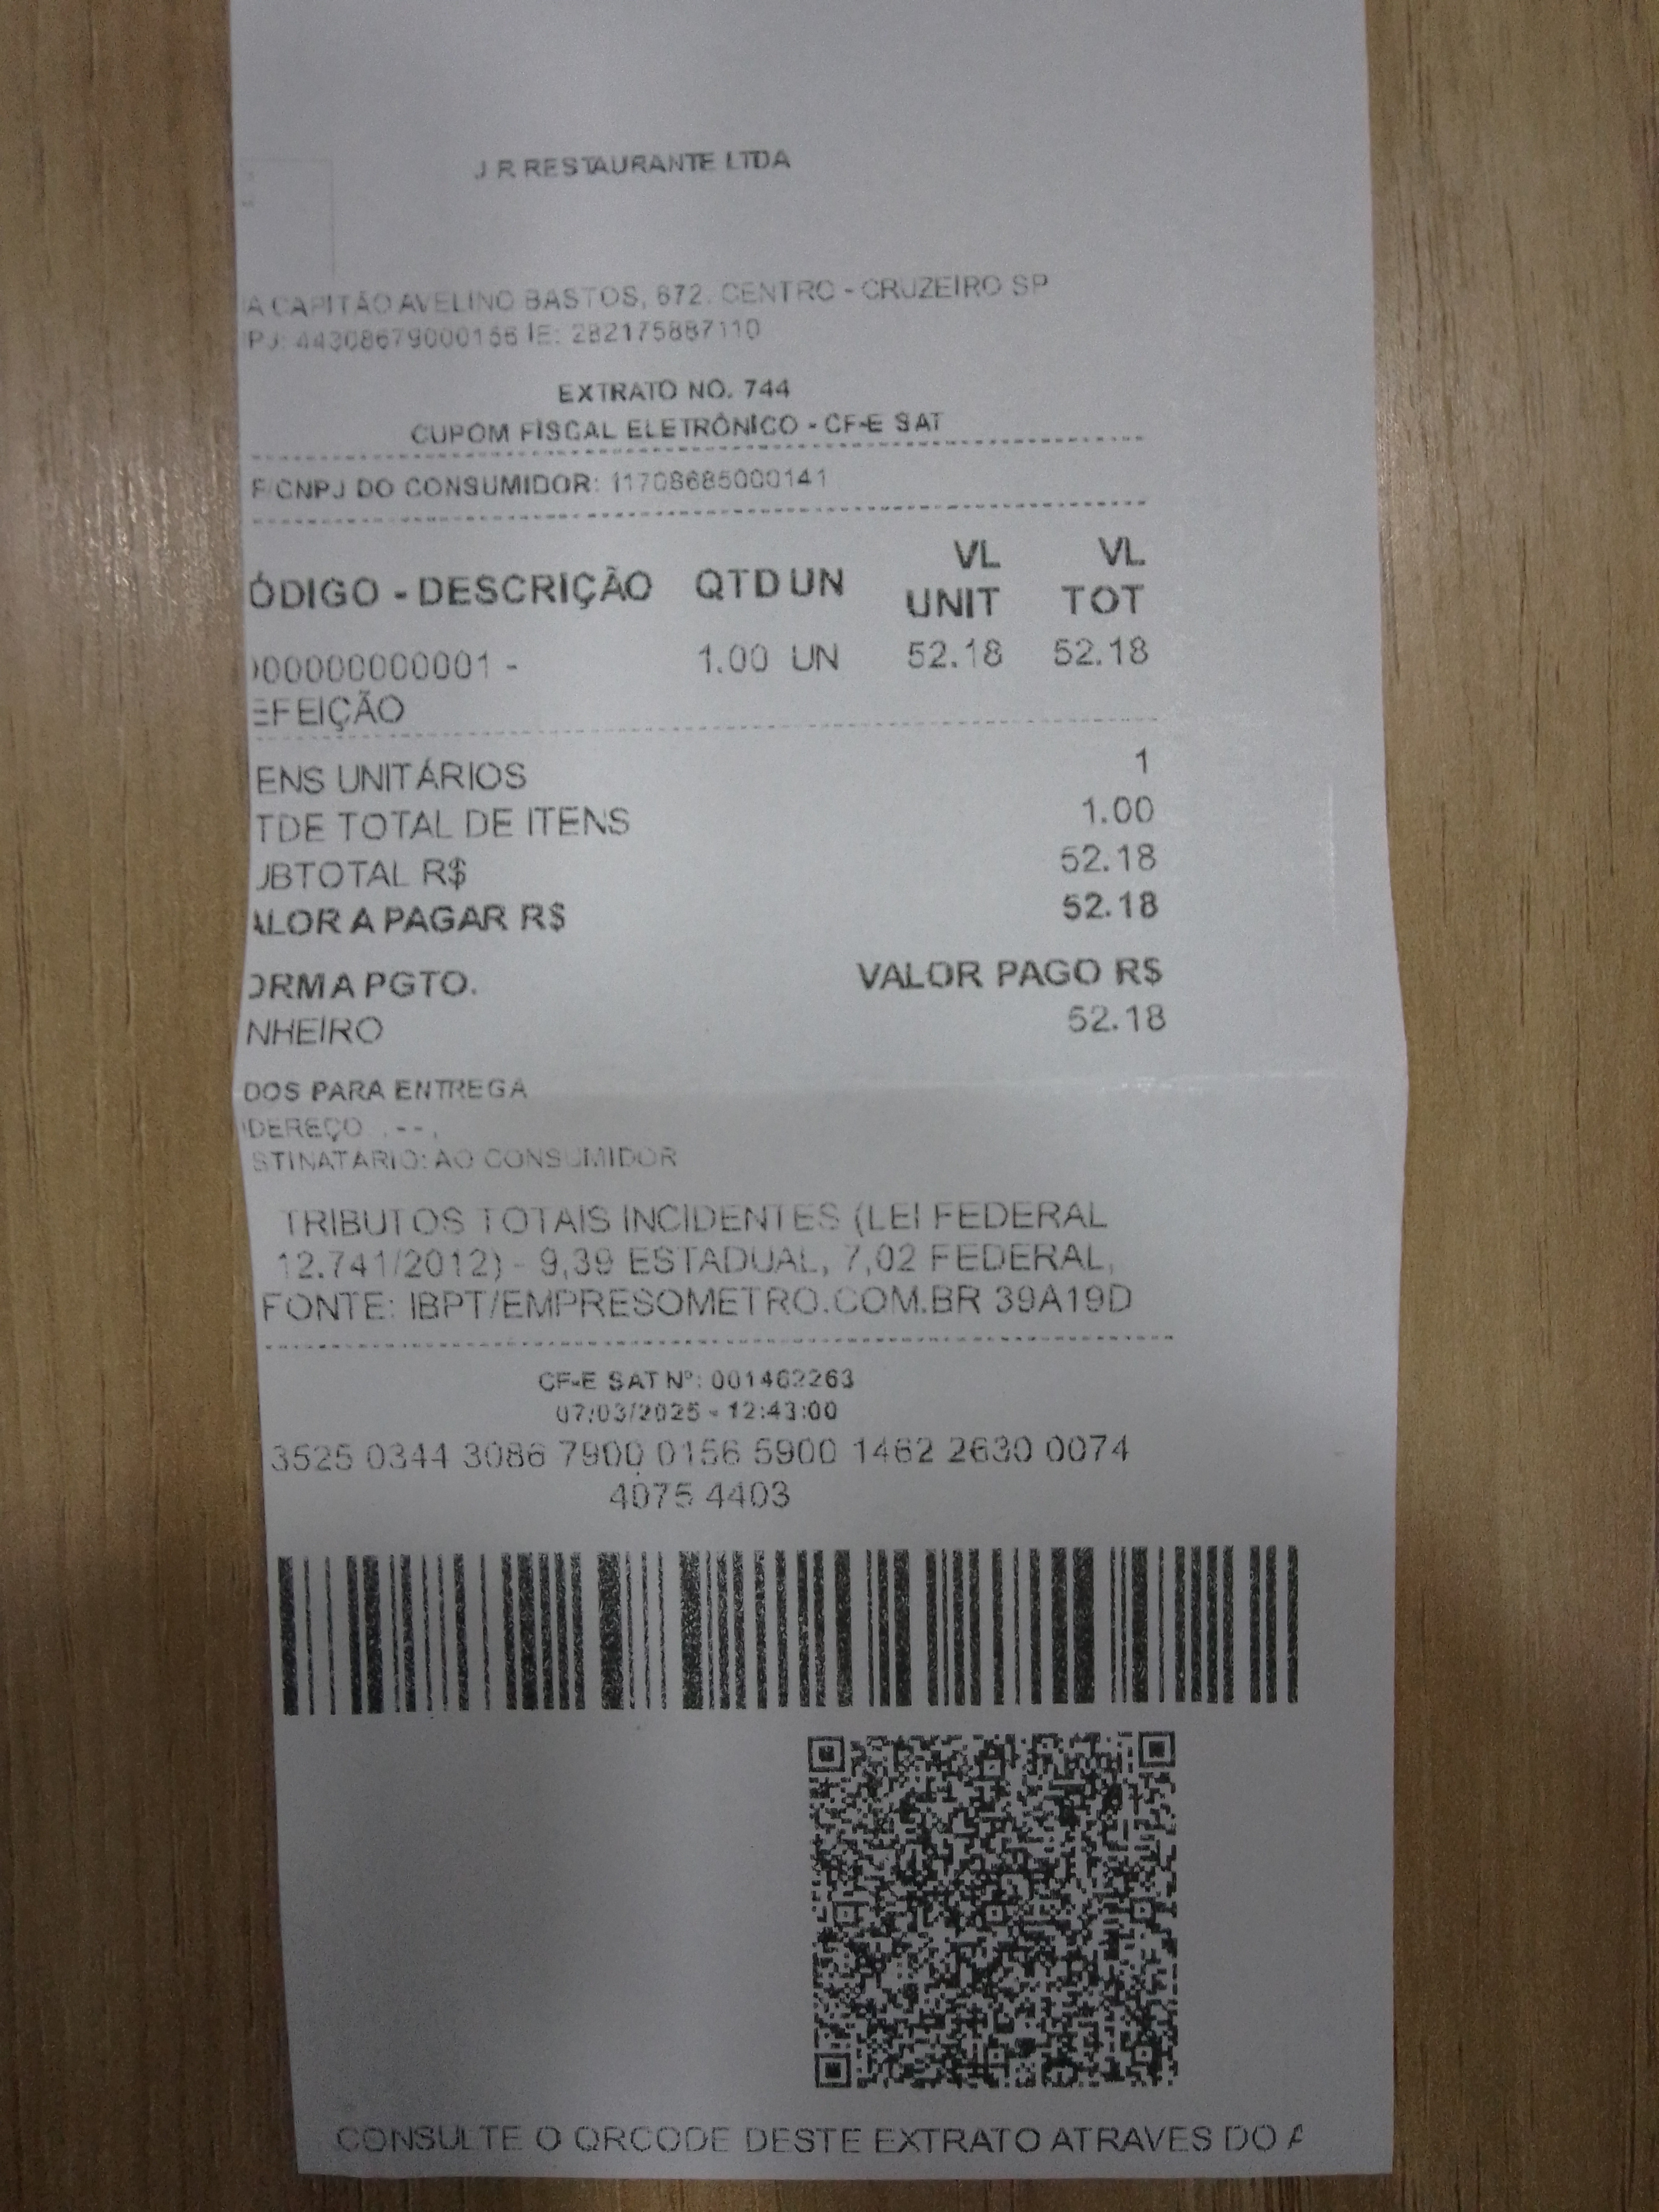 J R RESTAURANTE LTDA
A CAPITÃO AVELINO BASTOS, 672, CENTRO - CRUZEIRO SP
PJ: 44308679000156 IE: 282175887110
EXTRATO NO. 744
CUPOM FISCAL ELETRÔNICO - CF-E SAT
F/CNPJ DO CONSUMIDOR: 11708685000141
ÓDIGO - DESCRIÇÃO QTD UN VL UNIT VL TOT
000000000001 - 1.00 UN 52.18 52.18
EFEIÇÃO
ENS UNITÁRIOS 1
TDE TOTAL DE ITENS 1.00
UBTOTAL R$ 52.18
ALOR A PAGAR R$ 52.18
ORMA PGTO. VALOR PAGO R$
NHEIRO 52.18
DOS PARA ENTREGA
DEREÇO . - - ,
STINATÁRIO: AO CONSUMIDOR
TRIBUTOS TOTAIS INCIDENTES (LEI FEDERAL
12.741/2012) - 9,39 ESTADUAL, 7,02 FEDERAL,
FONTE: IBPT/EMPRESOMETRO.COM.BR 39A19D
CF-E SAT Nº: 001462263
07/03/2025 - 12:43:00
3525 0344 3086 7900 0156 5900 1462 2630 0074
4075 4403
CONSULTE O QRCODE DESTE EXTRATO ATRAVES DO A